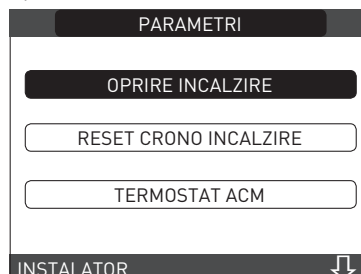 PARAMETRI
OPRIRE INCALZIRE
RESET CRONO INCALZIRE
TERMOSTAT ACM
INSTALATOR